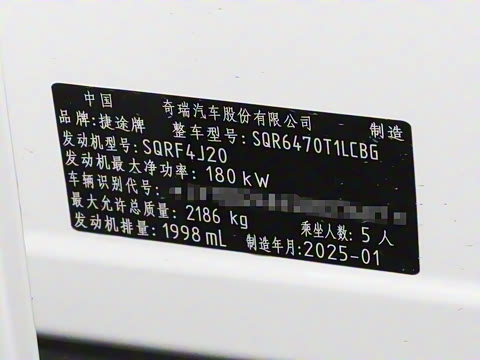 中国 奇瑞汽车股份有限公司 制造
品牌:捷途牌 整车型号:SQR6470T1LCBG
发动机型号:SQRF4J20
发动机最大净功率:180 kW
车辆识别代号:
最大允许总质量:2186 kg 乘坐人数:5 人
发动机排量:1998 mL 制造年月:2025-01